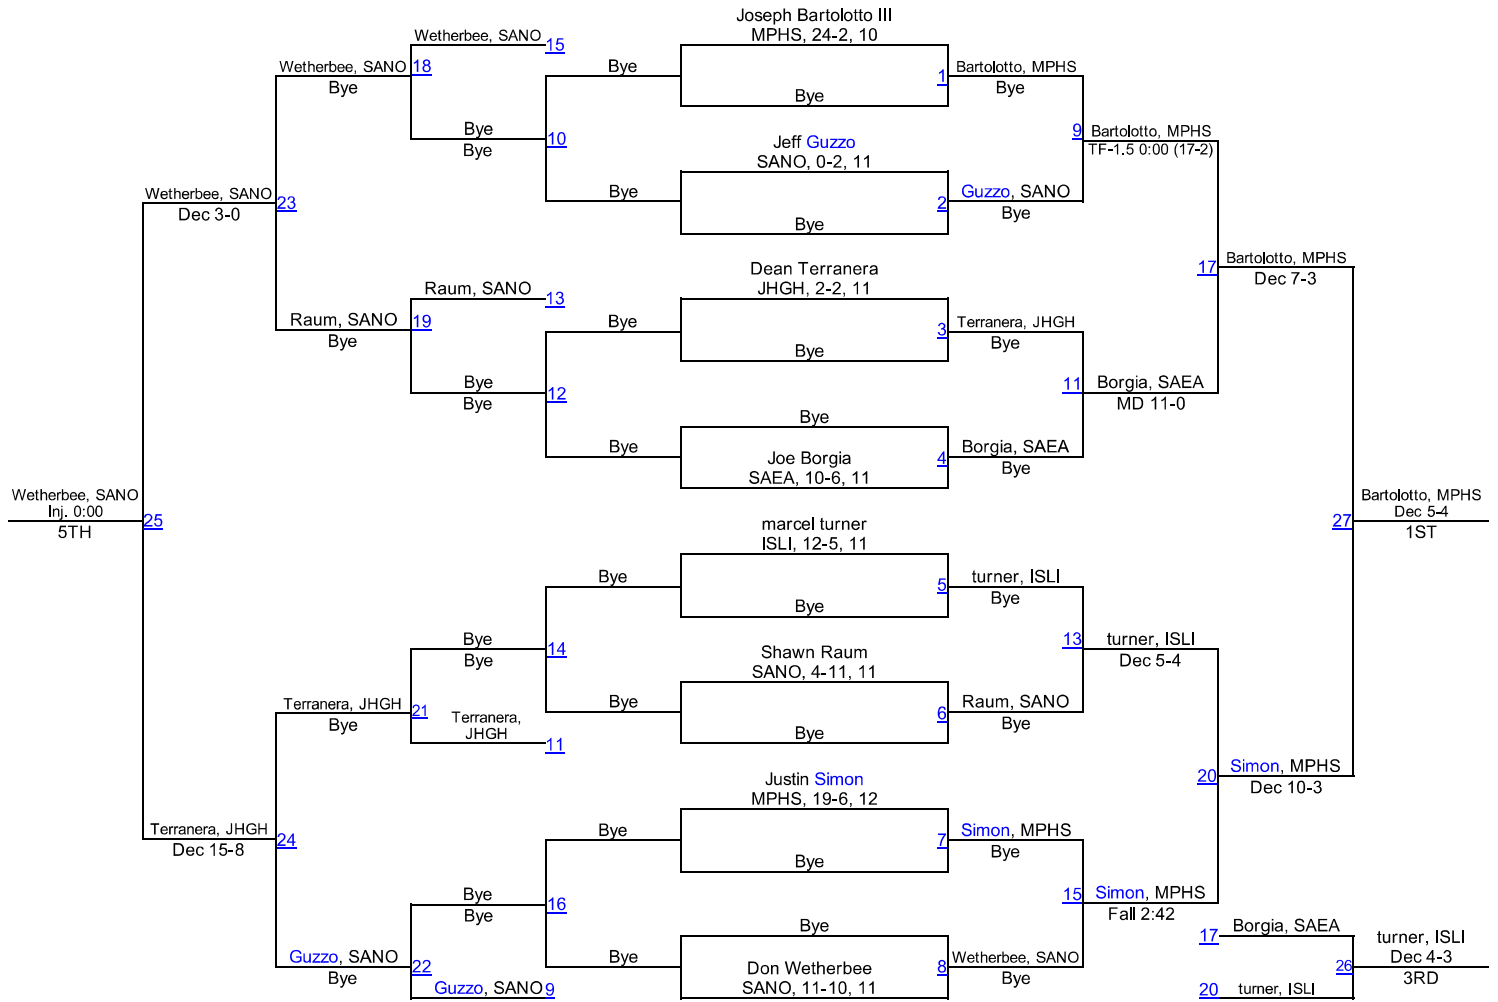 Joseph Bartolotto III
MPHS, 24-2, 10
Wetherbee, SANO
15
Wetherbee, SANO
18
Bye
Bye
1
Bartolotto, MPHS
Bye
Bye
Bye
Bye
10
Jeff Guzzo
SANO, 0-2, 11
9
Bartolotto, MPHS
TF-1.5 0:00 (17-2)
Wetherbee, SANO
Dec 3-0
23
Bye
2
Guzzo, SANO
Bye
Bye
Dean Terranera
JHGH, 2-2, 11
17
Bartolotto, MPHS
Dec 7-3
Raum, SANO
13
Raum, SANO
Bye
19
Bye
3
Terranera, JHGH
Bye
Bye
Bye
Bye
12
11
Borgia, SAEA
MD 11-0
Bye
Bye
Joe Borgia
SAEA, 10-6, 11
4
Borgia, SAEA
Bye
Wetherbee, SANO
Inj. 0:00
5TH
25
27
Bartolotto, MPHS
Dec 5-4
1ST
marcel turner
ISLI, 12-5, 11
Bye
5
turner, ISLI
Bye
Bye
Bye
Bye
14
Shawn Raum
SANO, 4-11, 11
13
turner, ISLI
Dec 5-4
Terranera, JHGH
Bye
21
Terranera,
JHGH
11
Bye
6
Raum, SANO
Bye
Bye
Justin Simon
MPHS, 19-6, 12
20
Simon, MPHS
Dec 10-3
Terranera, JHGH
Dec 15-8
24
Bye
7
Simon, MPHS
Bye
Bye
Bye
Bye
16
15
Simon, MPHS
Fall 2:42
Bye
Bye
Don Wetherbee
SANO, 11-10, 11
8
Wetherbee, SANO
Bye
Guzzo, SANO
Bye
22
Guzzo, SANO
9
17
Borgia, SAEA
26
turner, ISLI
Dec 4-3
3RD
20
turner, ISLI